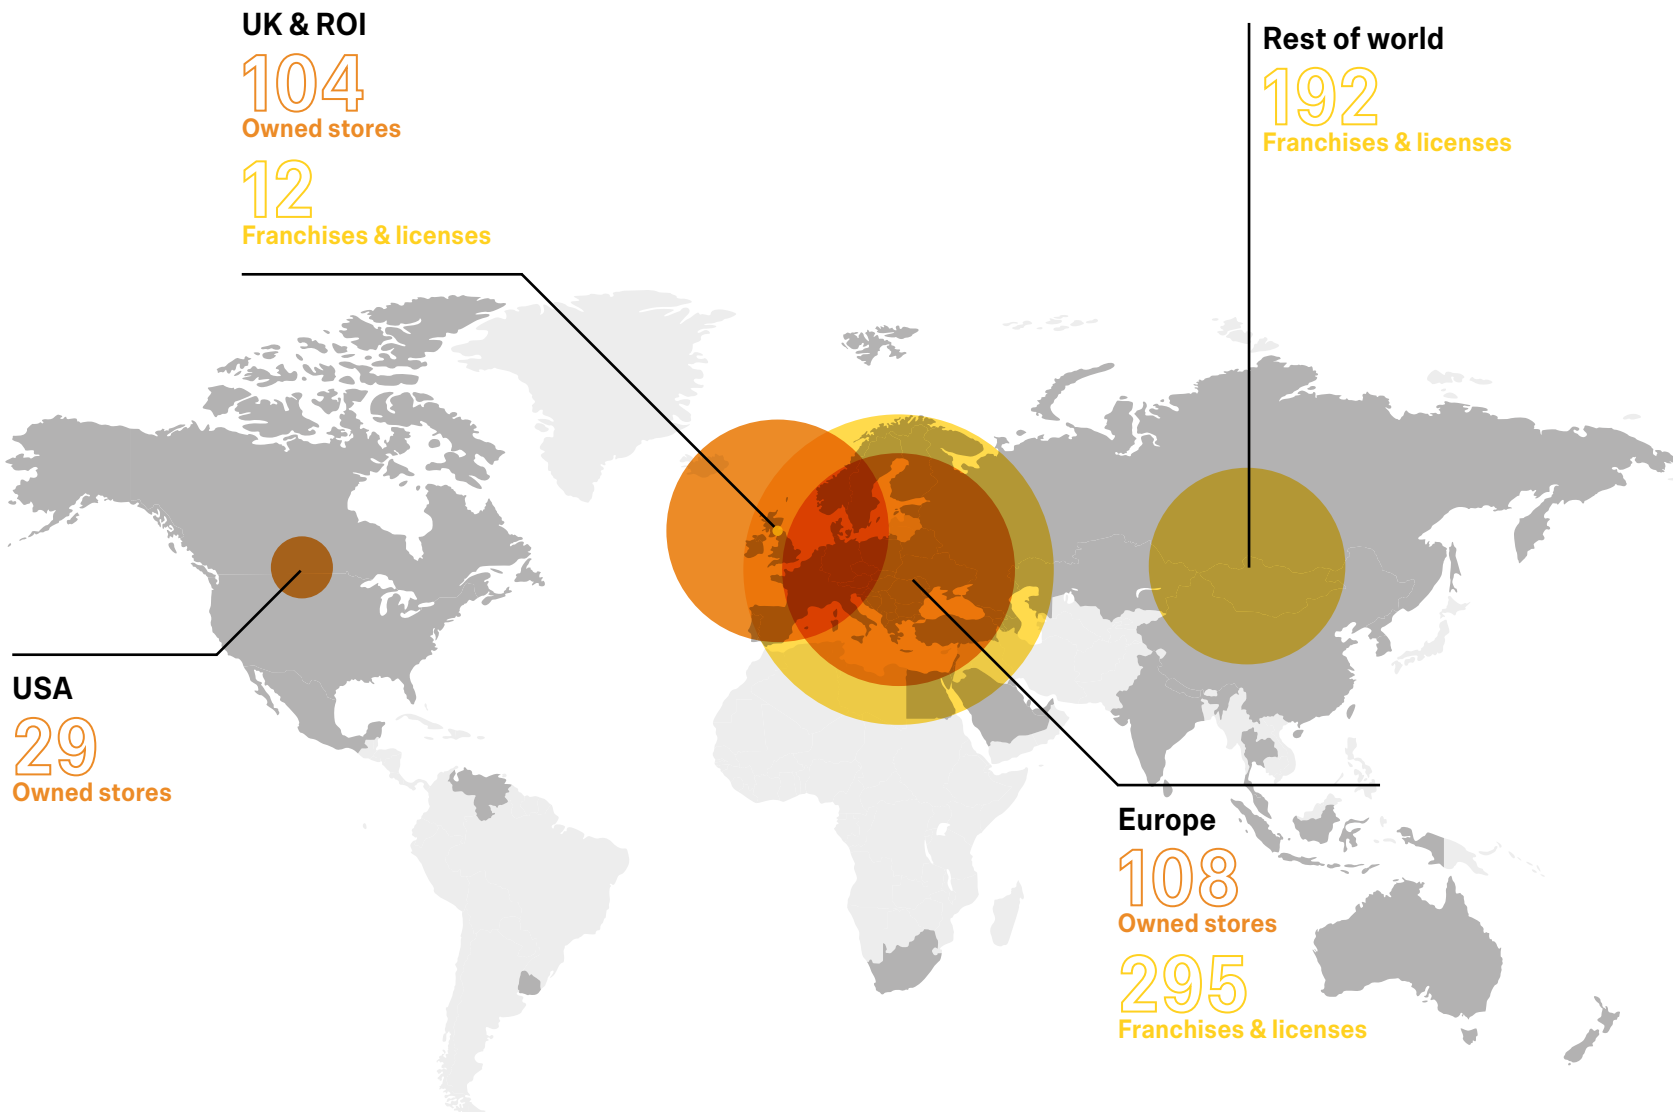 UK & ROI
104
Owned stores
12
Franchises & licenses
Rest of world
192
Franchises & licenses
USA
29
Owned stores
Europe
108
Owned stores
295
Franchises & licenses